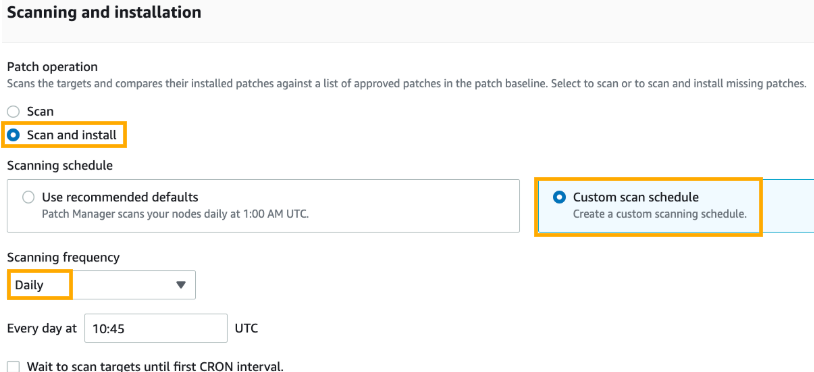 Scanning and installation
Patch operation
Scans the targets and compares their installed patches against a list of approved patches in the patch baseline. Select to scan or to scan and install missing patches.
Scan
Scan and install
Scanning schedule
Use recommended defaults
Patch Manager scans your nodes daily at 1:00 AM UTC.
Custom scan schedule
Create a custom scanning schedule.
Scanning frequency
Daily
Every day at 10:45 UTC
Wait to scan targets until first CRON interval.